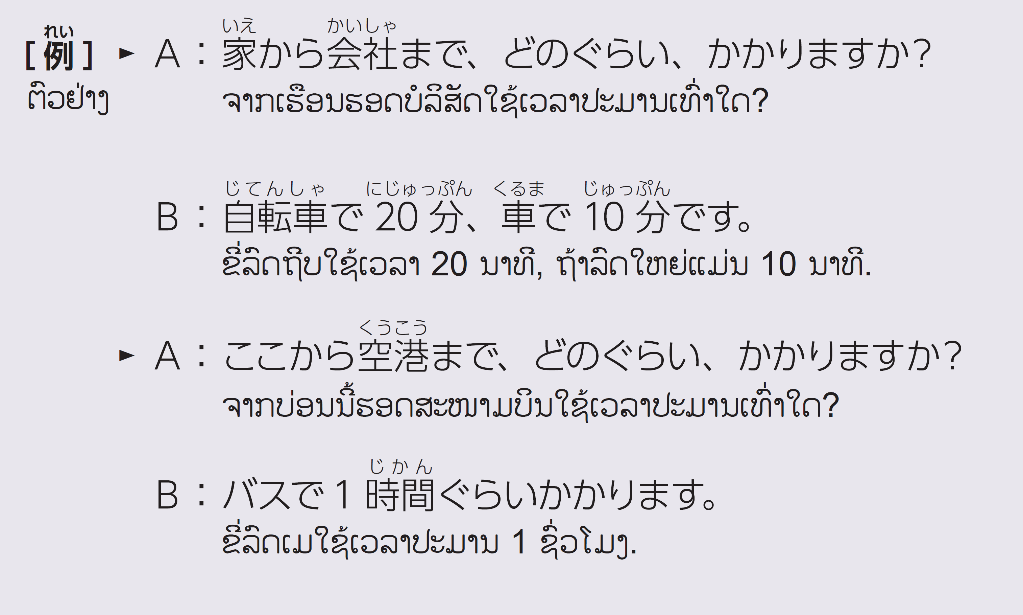 れい
[例] ► A：家から会社まで、どのぐらい、かかりますか？
いえ かいしゃ
ຕົວຢ່າງ
ຈາກເຮືອນຮອດບໍລິສັດໃຊ້ເວລາປະມານເທົ່າໃດ?
じてんしゃ にじゅっぷん くるま じゅっぷん
B：自転車で 20 分、車で 10 分です。
ຂີ່ລົດຖີບໃຊ້ເວລາ 20 ນາທີ, ຖ້າລົດໃຫຍ່ແມ່ນ 10 ນາທີ.
くうこう
► A：ここから空港まで、どのぐらい、かかりますか？
ຈາກບ່ອນນີ້ຮອດສະໜາມບິນໃຊ້ເວລາປະມານເທົ່າໃດ?
じかん
B：バスで 1 時間ぐらいかかります。
ຂີ່ລົດເມໃຊ້ເວລາປະມານ 1 ຊົ່ວໂມງ.